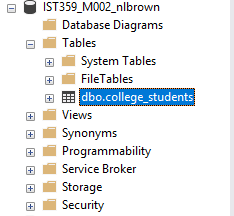 IST359_M002_nlbrown
Database Diagrams
Tables
System Tables
FileTables
dbo.college_students
Views
Synonyms
Programmability
Service Broker
Storage
Security